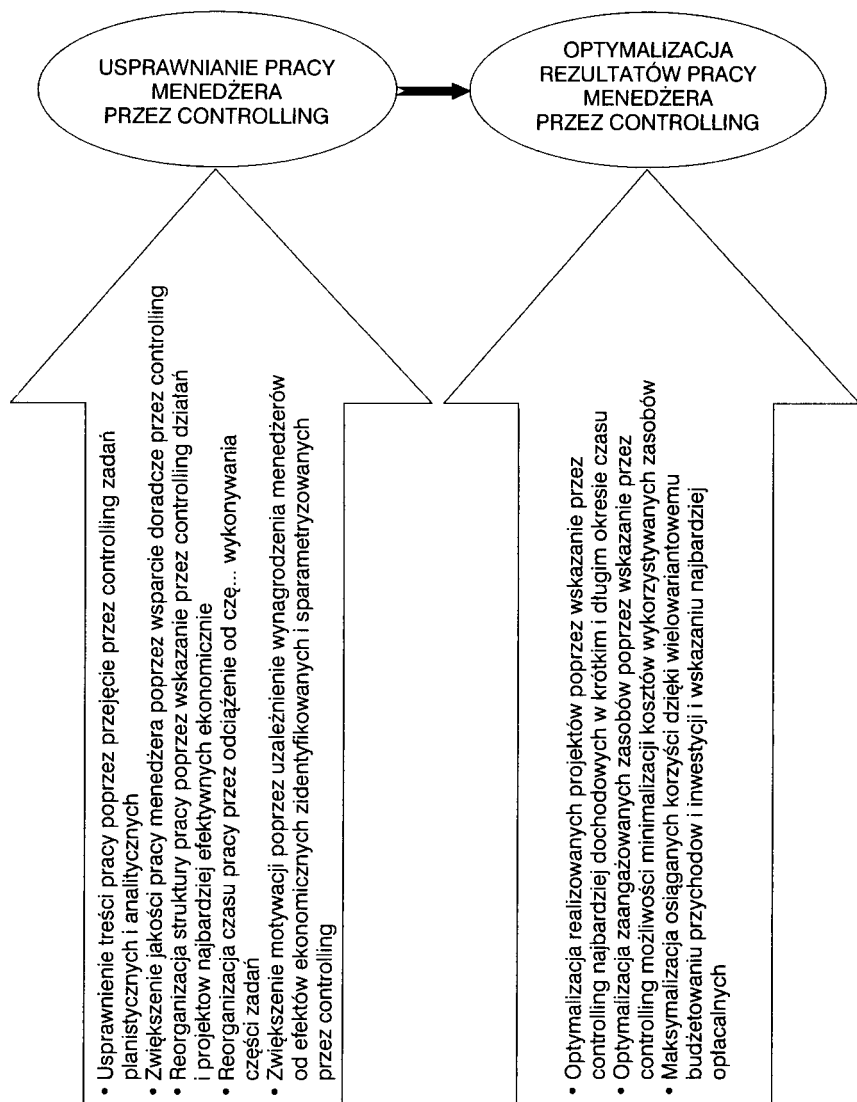 USPRAWNIANIE PRACY
MENEDŻERA
PRZEZ CONTROLLING
OPTYMALIZACJA
REZULTATÓW PRACY
MENEDŻERA
PRZEZ CONTROLLING
• Usprawnienie treści pracy poprzez przejęcie przez controlling zadań
planistycznych i analitycznych
• Zwiększenie jakości pracy menedżera poprzez wsparcie doradcze przez controlling
• Reorganizacja struktury pracy poprzez wskazanie przez controlling działań
i projektow najbardziej efektywnych ekonomicznie
• Reorganizacja czasu pracy przez odciążenie od czę... wykonywania
części zadań
• Zwiększenie motywacji poprzez uzależnienie wynagrodzenia menedżerów
od efektów ekonomicznych zidentyfikowanych i sparametryzowanych
przez controlling
• Optymalizacja realizowanych projektów poprzez wskazanie przez
controlling najbardziej dochodowych w krótkim i długim okresie czasu
• Optymalizacja zaangażowanych zasobów poprzez wskazanie przez
controlling możliwości minimalizacji kosztów wykorzystywanych zasobów
• Maksymalizacja osiąganych korzyści dzięki wielowariantowemu
budżetowaniu przychodow i inwestycji i wskazaniu najbardziej
opłacalnych